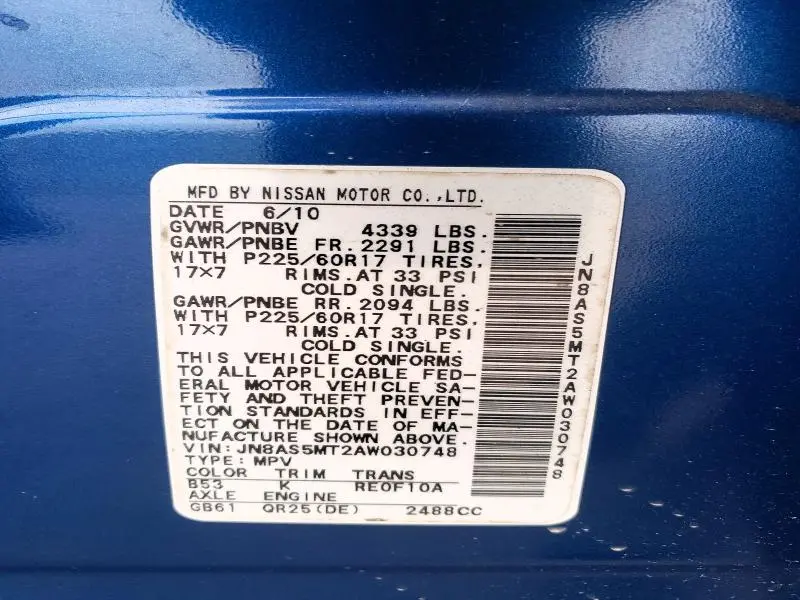 MFD BY NISSAN MOTOR CO.,LTD.
DATE 6/10
GVWR/PNBV 4339 LBS.
GAWR/PNBE FR. 2291 LBS.
WITH P225/60R17 TIRES.
17X7 RIMS. AT 33 PSI
COLD SINGLE.
GAWR/PNBE RR. 2094 LBS.
WITH P225/60R17 TIRES.
17X7 RIMS. AT 33 PSI
COLD SINGLE.
THIS VEHICLE CONFORMS
TO ALL APPLICABLE FED-
ERAL MOTOR VEHICLE SA-
FETY AND THEFT PREVEN-
TION STANDARDS IN EFF-
ECT ON THE DATE OF MA-
NUFACTURE SHOWN ABOVE.
VIN: JN8AS5MT2AW030748
TYPE: MPV
COLOR TRIM TRANS
B53 K RE0F10A
AXLE ENGINE
GB61 QR25(DE) 2488CC
JN8AS5MT2AW030748